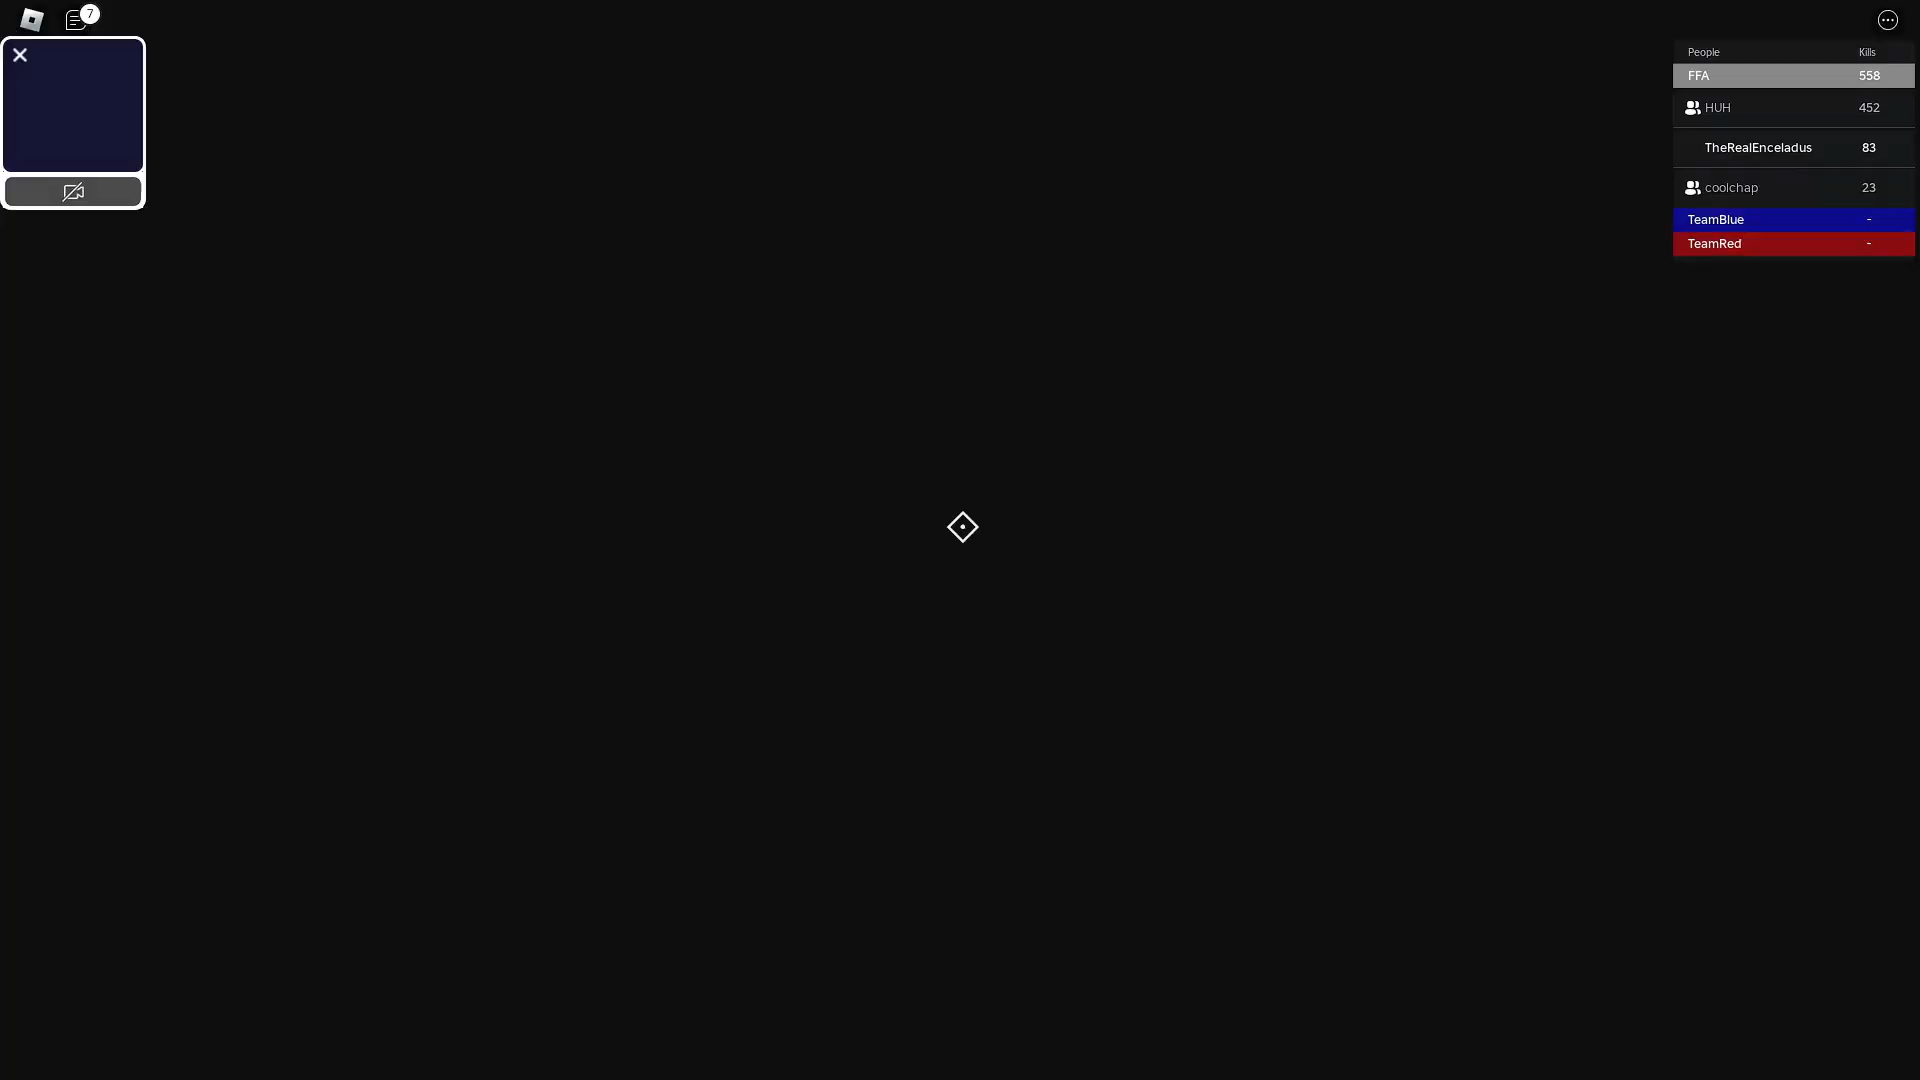 7
People Kills
FFA 558
HUH 452
TheRealEnceladus 83
coolchap 23
TeamBlue -
TeamRed -